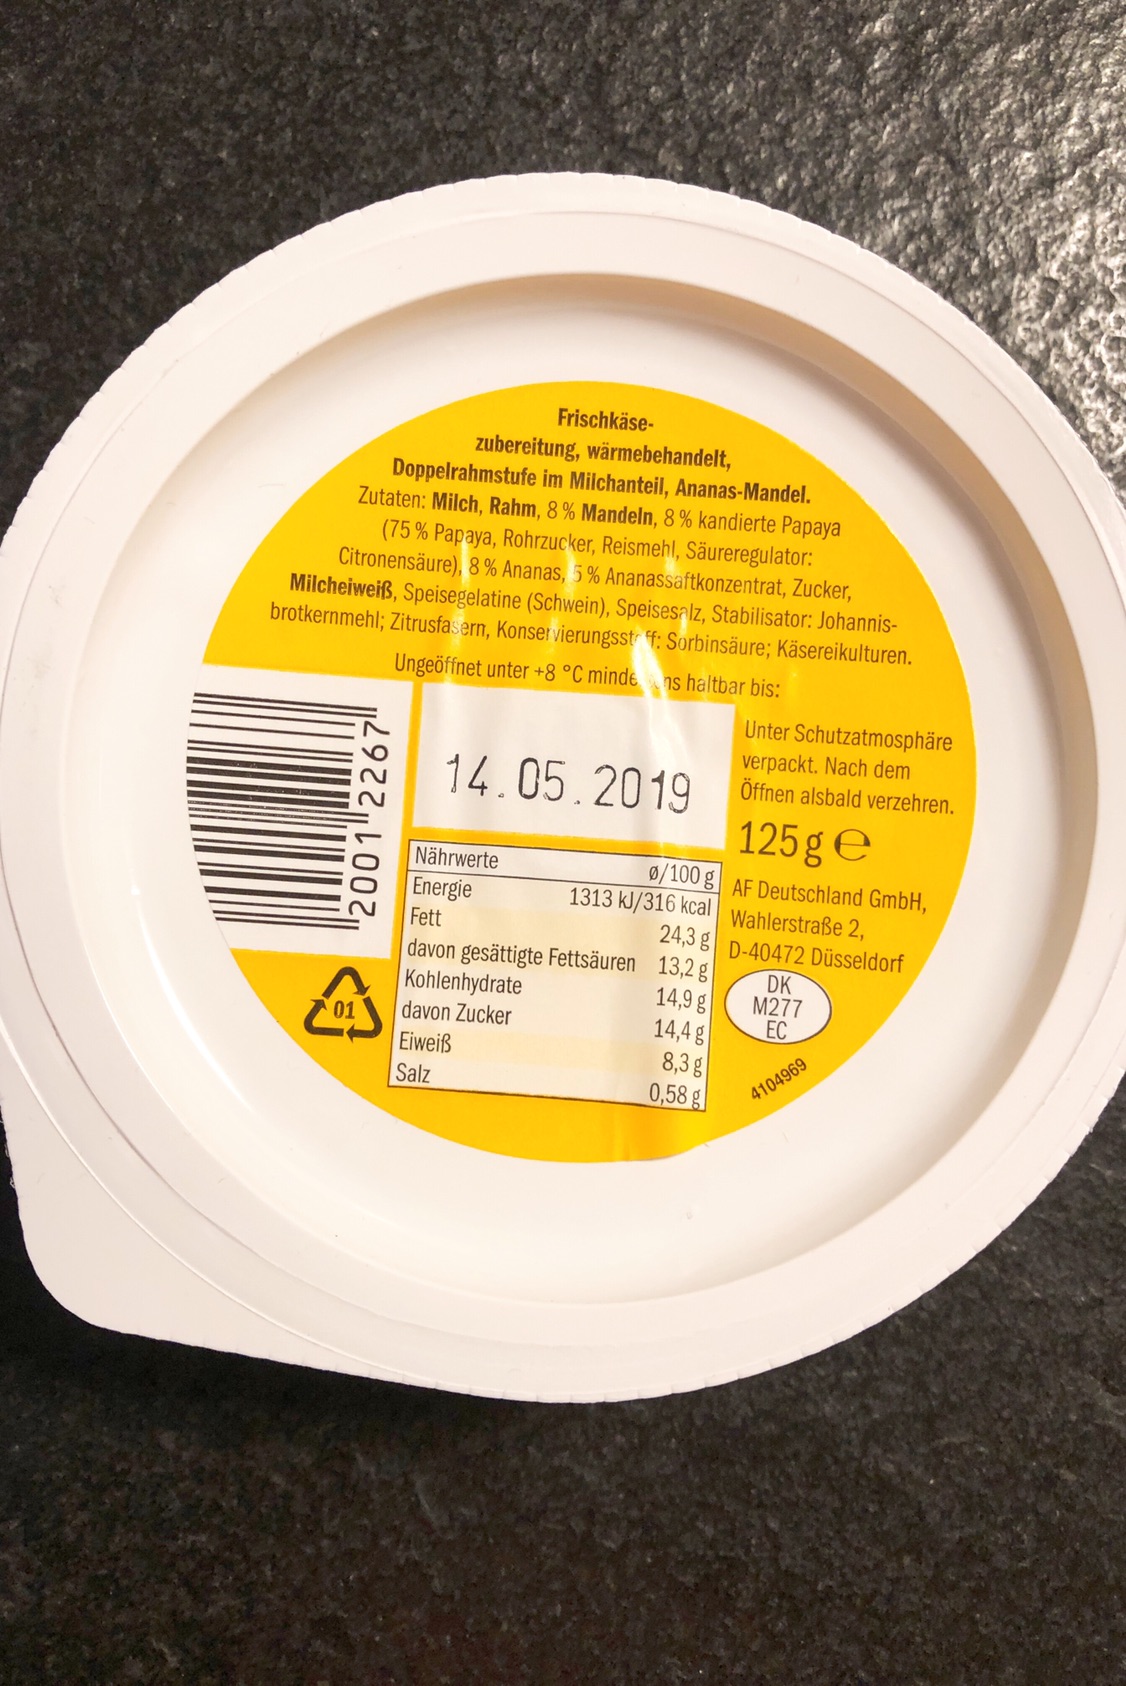 Frischkäse-
zubereitung, wärmebehandelt,
Doppelrahmstufe im Milchanteil, Ananas-Mandel.
Zutaten: Milch, Rahm, 8 % Mandeln, 8 % kandierte Papaya
(75 % Papaya, Rohrzucker, Reismehl, Säureregulator:
Citronensäure), 8 % Ananas, 5 % Ananassaftkonzentrat, Zucker,
Milcheiweiß, Speisegelatine (Schwein), Speisesalz, Stabilisator: Johannis-
brotkernmehl; Zitrusfasern, Konservierungsstoff: Sorbinsäure; Käsereikulturen.
Ungeöffnet unter +8 °C mindestens haltbar bis:
14.05.2019
Unter Schutzatmosphäre
verpackt. Nach dem
Öffnen alsbald verzehren.
125 g ℮
AF Deutschland GmbH,
Wahlerstraße 2,
D-40472 Düsseldorf
DK
M277
EC
4104969
2001 2267
01
Nährwerte ø/100 g
Energie 1313 kJ/316 kcal
Fett 24,3 g
davon gesättigte Fettsäuren 13,2 g
Kohlenhydrate 14,9 g
davon Zucker 14,4 g
Eiweiß 8,3 g
Salz 0,58 g